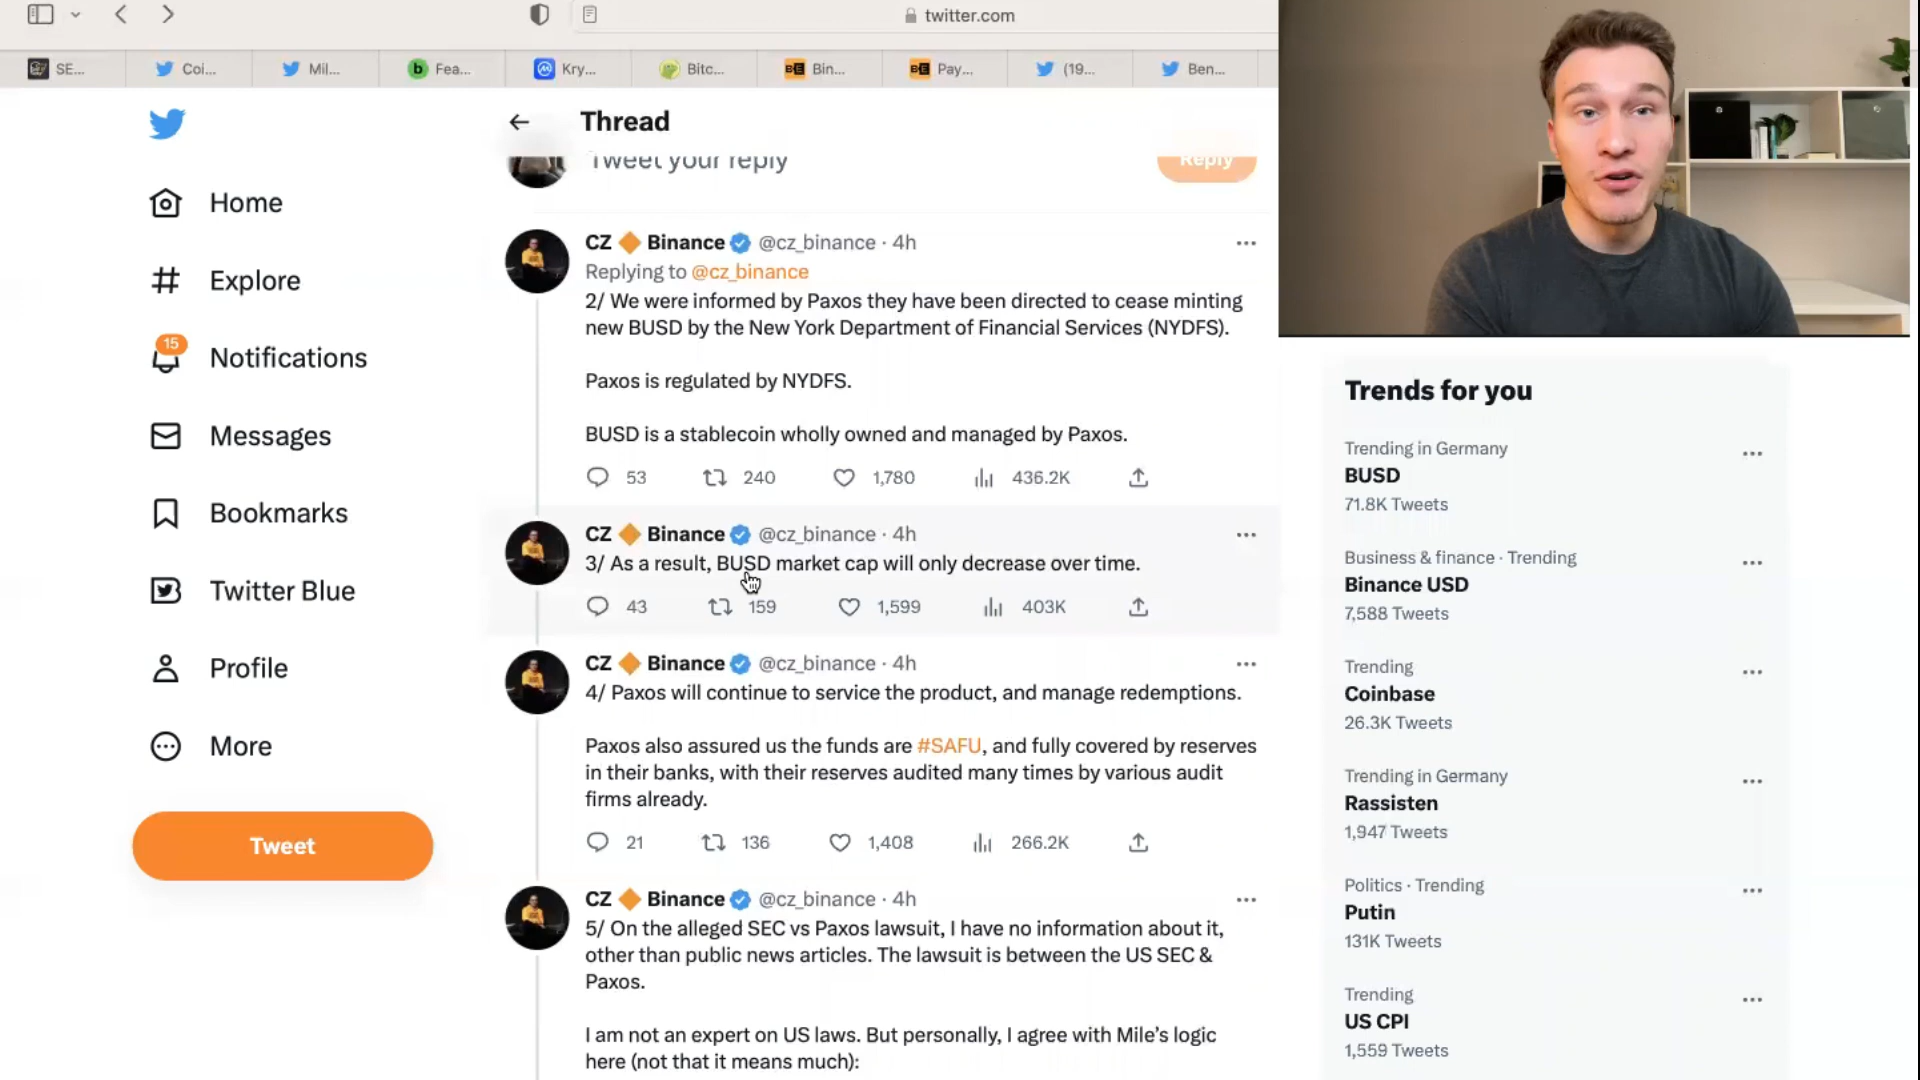 twitter.com
SE...
Coi...
Mil...
Fea...
Kry...
Bitc...
Bin...
Pay...
(19...
Ben...
Home
Explore
15
Notifications
Messages
Bookmarks
Twitter Blue
Profile
More
Tweet
Thread
Tweet your reply
Reply
CZ 🔶 Binance @cz_binance · 4h
Replying to @cz_binance
2/ We were informed by Paxos they have been directed to cease minting
new BUSD by the New York Department of Financial Services (NYDFS).
Paxos is regulated by NYDFS.
BUSD is a stablecoin wholly owned and managed by Paxos.
53 240 1,780 436.2K
CZ 🔶 Binance @cz_binance · 4h
3/ As a result, BUSD market cap will only decrease over time.
43 159 1,599 403K
CZ 🔶 Binance @cz_binance · 4h
4/ Paxos will continue to service the product, and manage redemptions.
Paxos also assured us the funds are #SAFU, and fully covered by reserves
in their banks, with their reserves audited many times by various audit
firms already.
21 136 1,408 266.2K
CZ 🔶 Binance @cz_binance · 4h
5/ On the alleged SEC vs Paxos lawsuit, I have no information about it,
other than public news articles. The lawsuit is between the US SEC &
Paxos.
I am not an expert on US laws. But personally, I agree with Mile's logic
here (not that it means much):
Trends for you
Trending in Germany
BUSD
71.8K Tweets
Business & finance · Trending
Binance USD
7,588 Tweets
Trending
Coinbase
26.3K Tweets
Trending in Germany
Rassisten
1,947 Tweets
Politics · Trending
Putin
131K Tweets
Trending
US CPI
1,559 Tweets